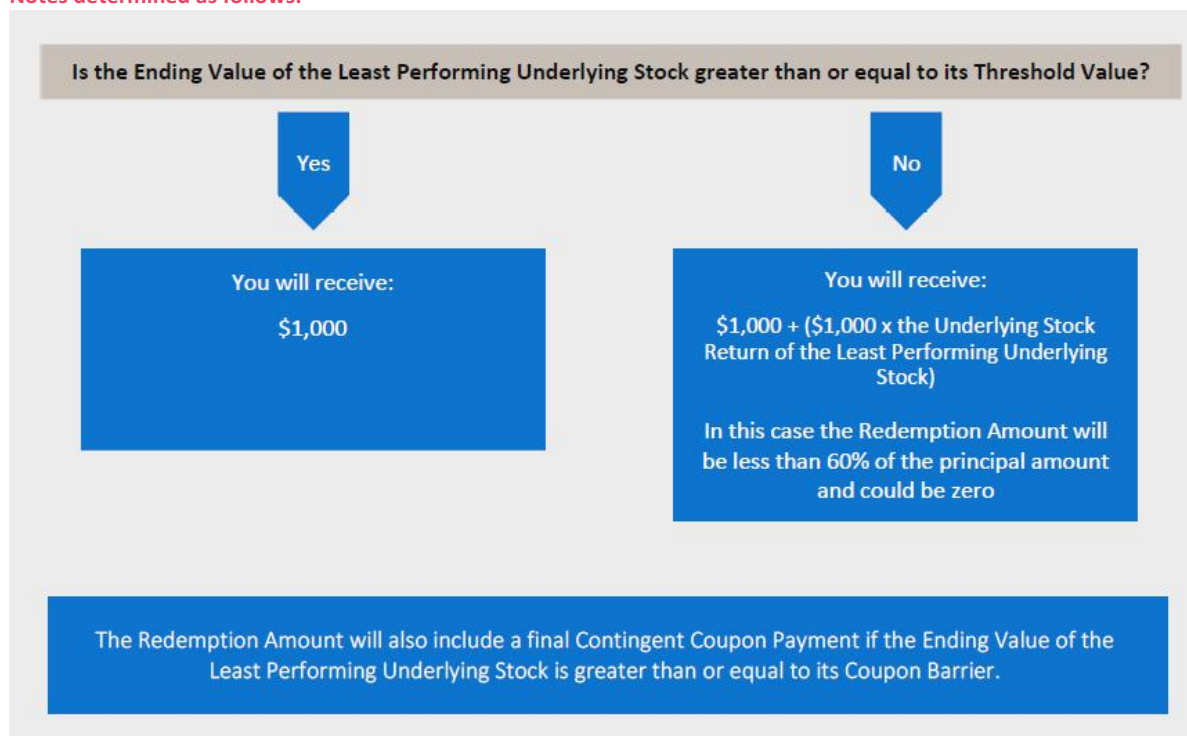 Notes determined as follows:
Is the Ending Value of the Least Performing Underlying Stock greater than or equal to its Threshold Value?
Yes
No
You will receive:
$1,000
You will receive:
$1,000 + ($1,000 x the Underlying Stock
Return of the Least Performing Underlying
Stock)
In this case the Redemption Amount will
be less than 60% of the principal amount
and could be zero
The Redemption Amount will also include a final Contingent Coupon Payment if the Ending Value of the
Least Performing Underlying Stock is greater than or equal to its Coupon Barrier.